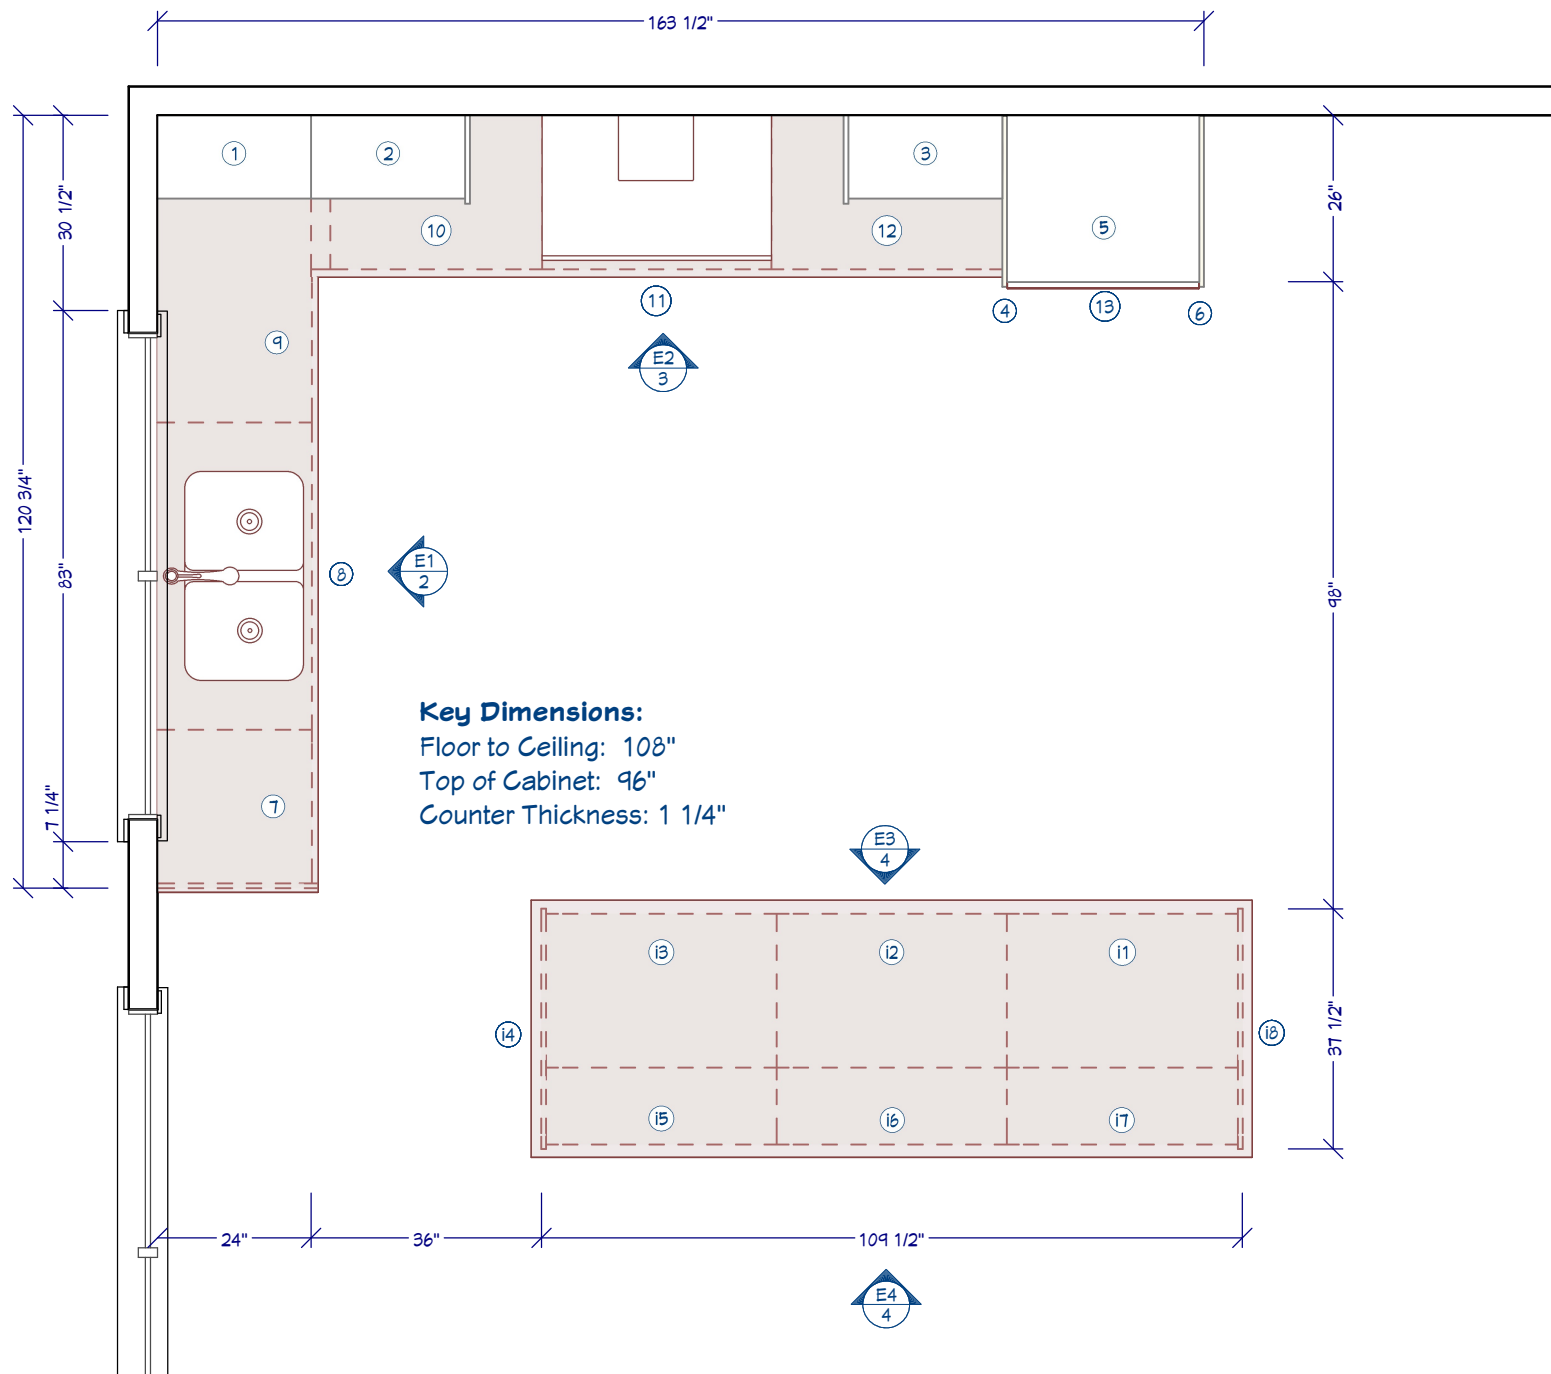 163 1/2"
1
2
3
10
12
5
30 1/2"
26"
11
4
13
6
9
E2
3
120 3/4"
83"
8
E1
2
98"
Key Dimensions:
Floor to Ceiling: 108"
Top of Cabinet: 96"
Counter Thickness: 1 1/4"
7 1/4"
7
E3
4
i3
i2
i1
i4
i8
37 1/2"
i5
i6
i7
24"
36"
109 1/2"
E4
4